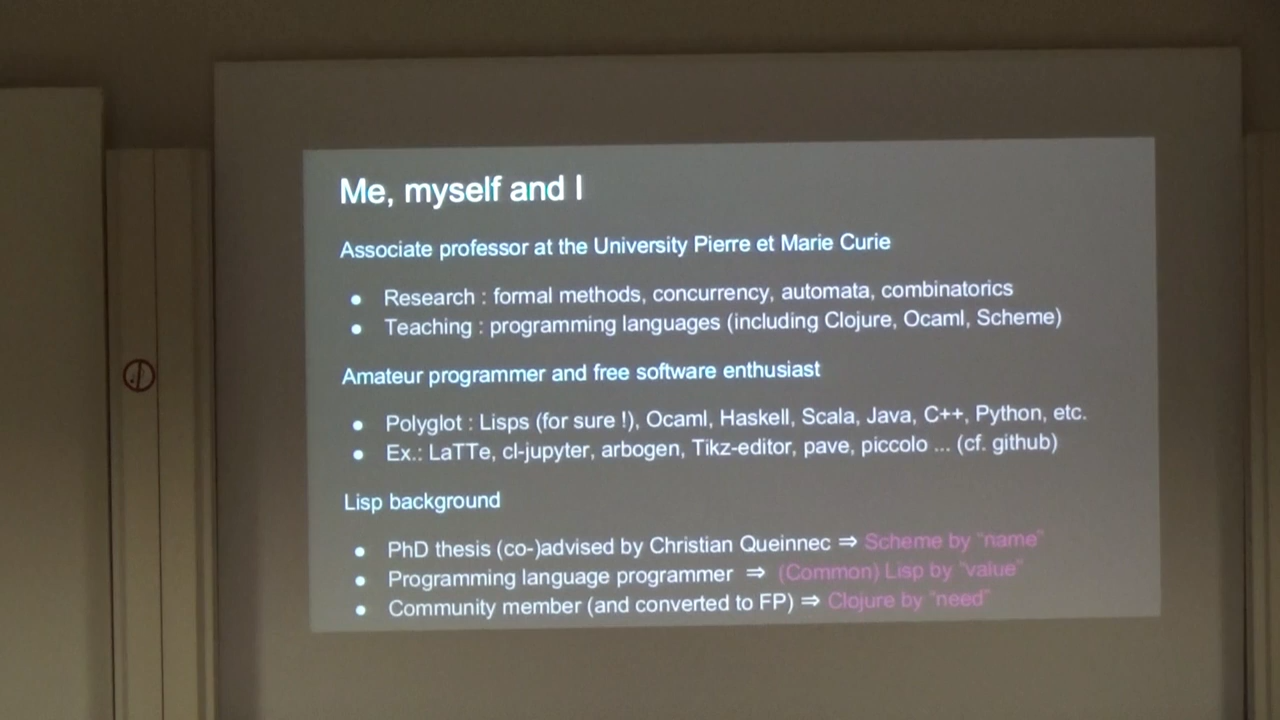 Me, myself and I
Associate professor at the University Pierre et Marie Curie
● Research : formal methods, concurrency, automata, combinatorics
● Teaching : programming languages (including Clojure, Ocaml, Scheme)
Amateur programmer and free software enthusiast
● Polyglot : Lisps (for sure !), Ocaml, Haskell, Scala, Java, C++, Python, etc.
● Ex.: LaTTe, cl-jupyter, arbogen, Tikz-editor, pave, piccolo ... (cf. github)
Lisp background
● PhD thesis (co-)advised by Christian Queinnec ⇒ Scheme by “name”
● Programming language programmer ⇒ (Common) Lisp by “value”
● Community member (and converted to FP) ⇒ Clojure by “need”